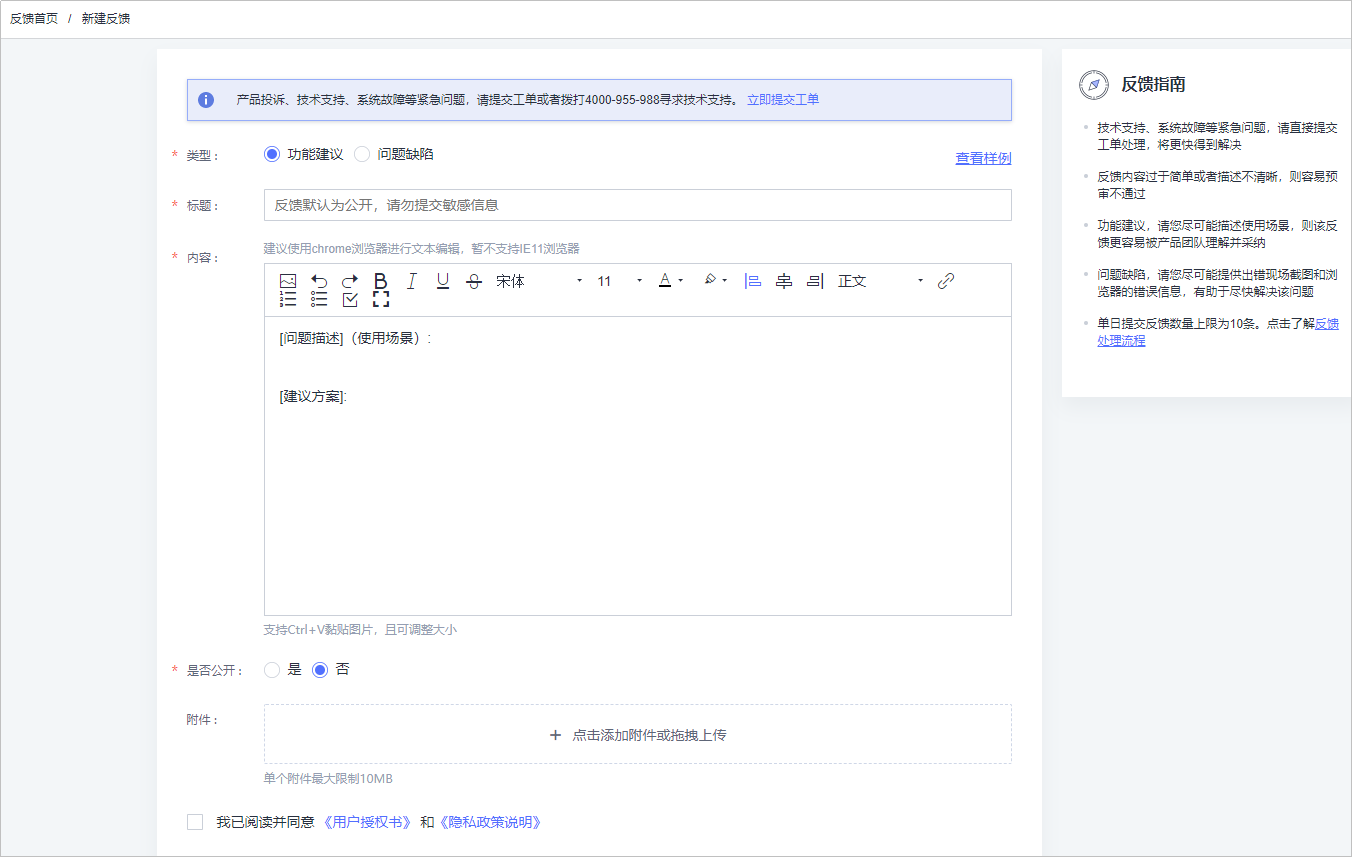 反馈首页 / 新建反馈
产品投诉、技术支持、系统故障等紧急问题，请提交工单或者拨打4000-955-988寻求技术支持。 立即提交工单
* 类型： 功能建议 问题缺陷 查看样例
* 标题： 反馈默认为公开，请勿提交敏感信息
* 内容： 建议使用chrome浏览器进行文本编辑，暂不支持IE11浏览器
B I U S 宋体 11 A 正文
[问题描述]（使用场景）:
[建议方案]:
支持Ctrl+V黏贴图片，且可调整大小
* 是否公开： 是 否
附件： + 点击添加附件或拖拽上传
单个附件最大限制10MB
我已阅读并同意 《用户授权书》 和《隐私政策说明》
反馈指南
技术支持、系统故障等紧急问题，请直接提交
工单处理，将更快得到解决
反馈内容过于简单或者描述不清晰，则容易预
审不通过
功能建议，请您尽可能描述使用场景，则该反
馈更容易被产品团队理解并采纳
问题缺陷，请您尽可能提供出错现场截图和浏
览器的错误信息，有助于尽快解决该问题
单日提交反馈数量上限为10条。点击了解反馈
处理流程